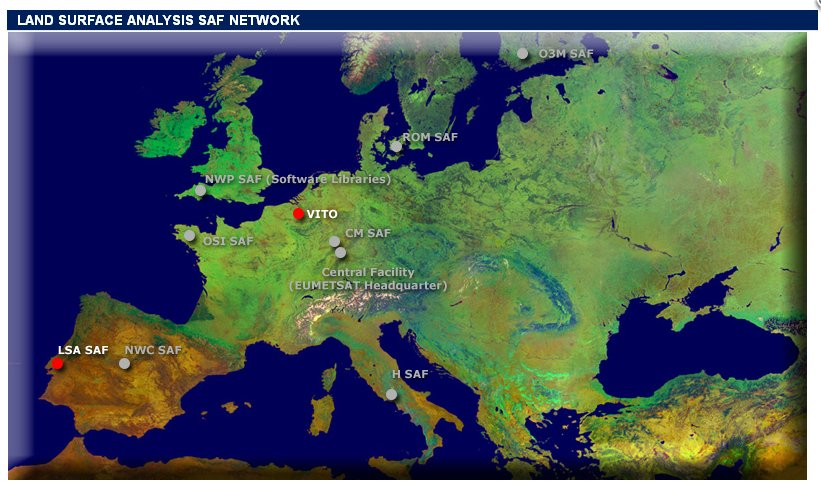 LAND SURFACE ANALYSIS SAF NETWORK
O3M SAF
ROM SAF
NWP SAF (Software Libraries)
VITO
OSI SAF
CM SAF
Central Facility
(EUMETSAT Headquarter)
LSA SAF
NWC SAF
H SAF